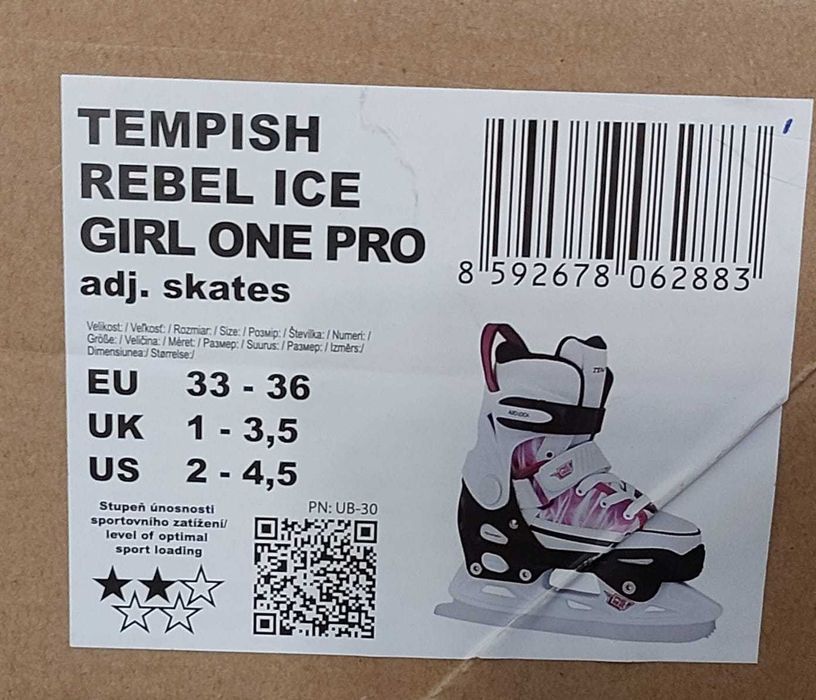 TEMPISH
REBEL ICE
GIRL ONE PRO
adj. skates
8 592678 062883
Velikost: / Veľkosť: / Rozmiar: / Size: / Розмір: / Številka: / Numeri: /
Größe: / Veličina: / Méret: / Размер: / Suurus: / Размер: / Izmērs:/
Dimensiunea:/ Størrelse:/
EU 33 - 36
UK 1 - 3,5
US 2 - 4,5
Stupeň únosnosti
sportovního zatížení/
level of optimal
sport loading
PN: UB-30